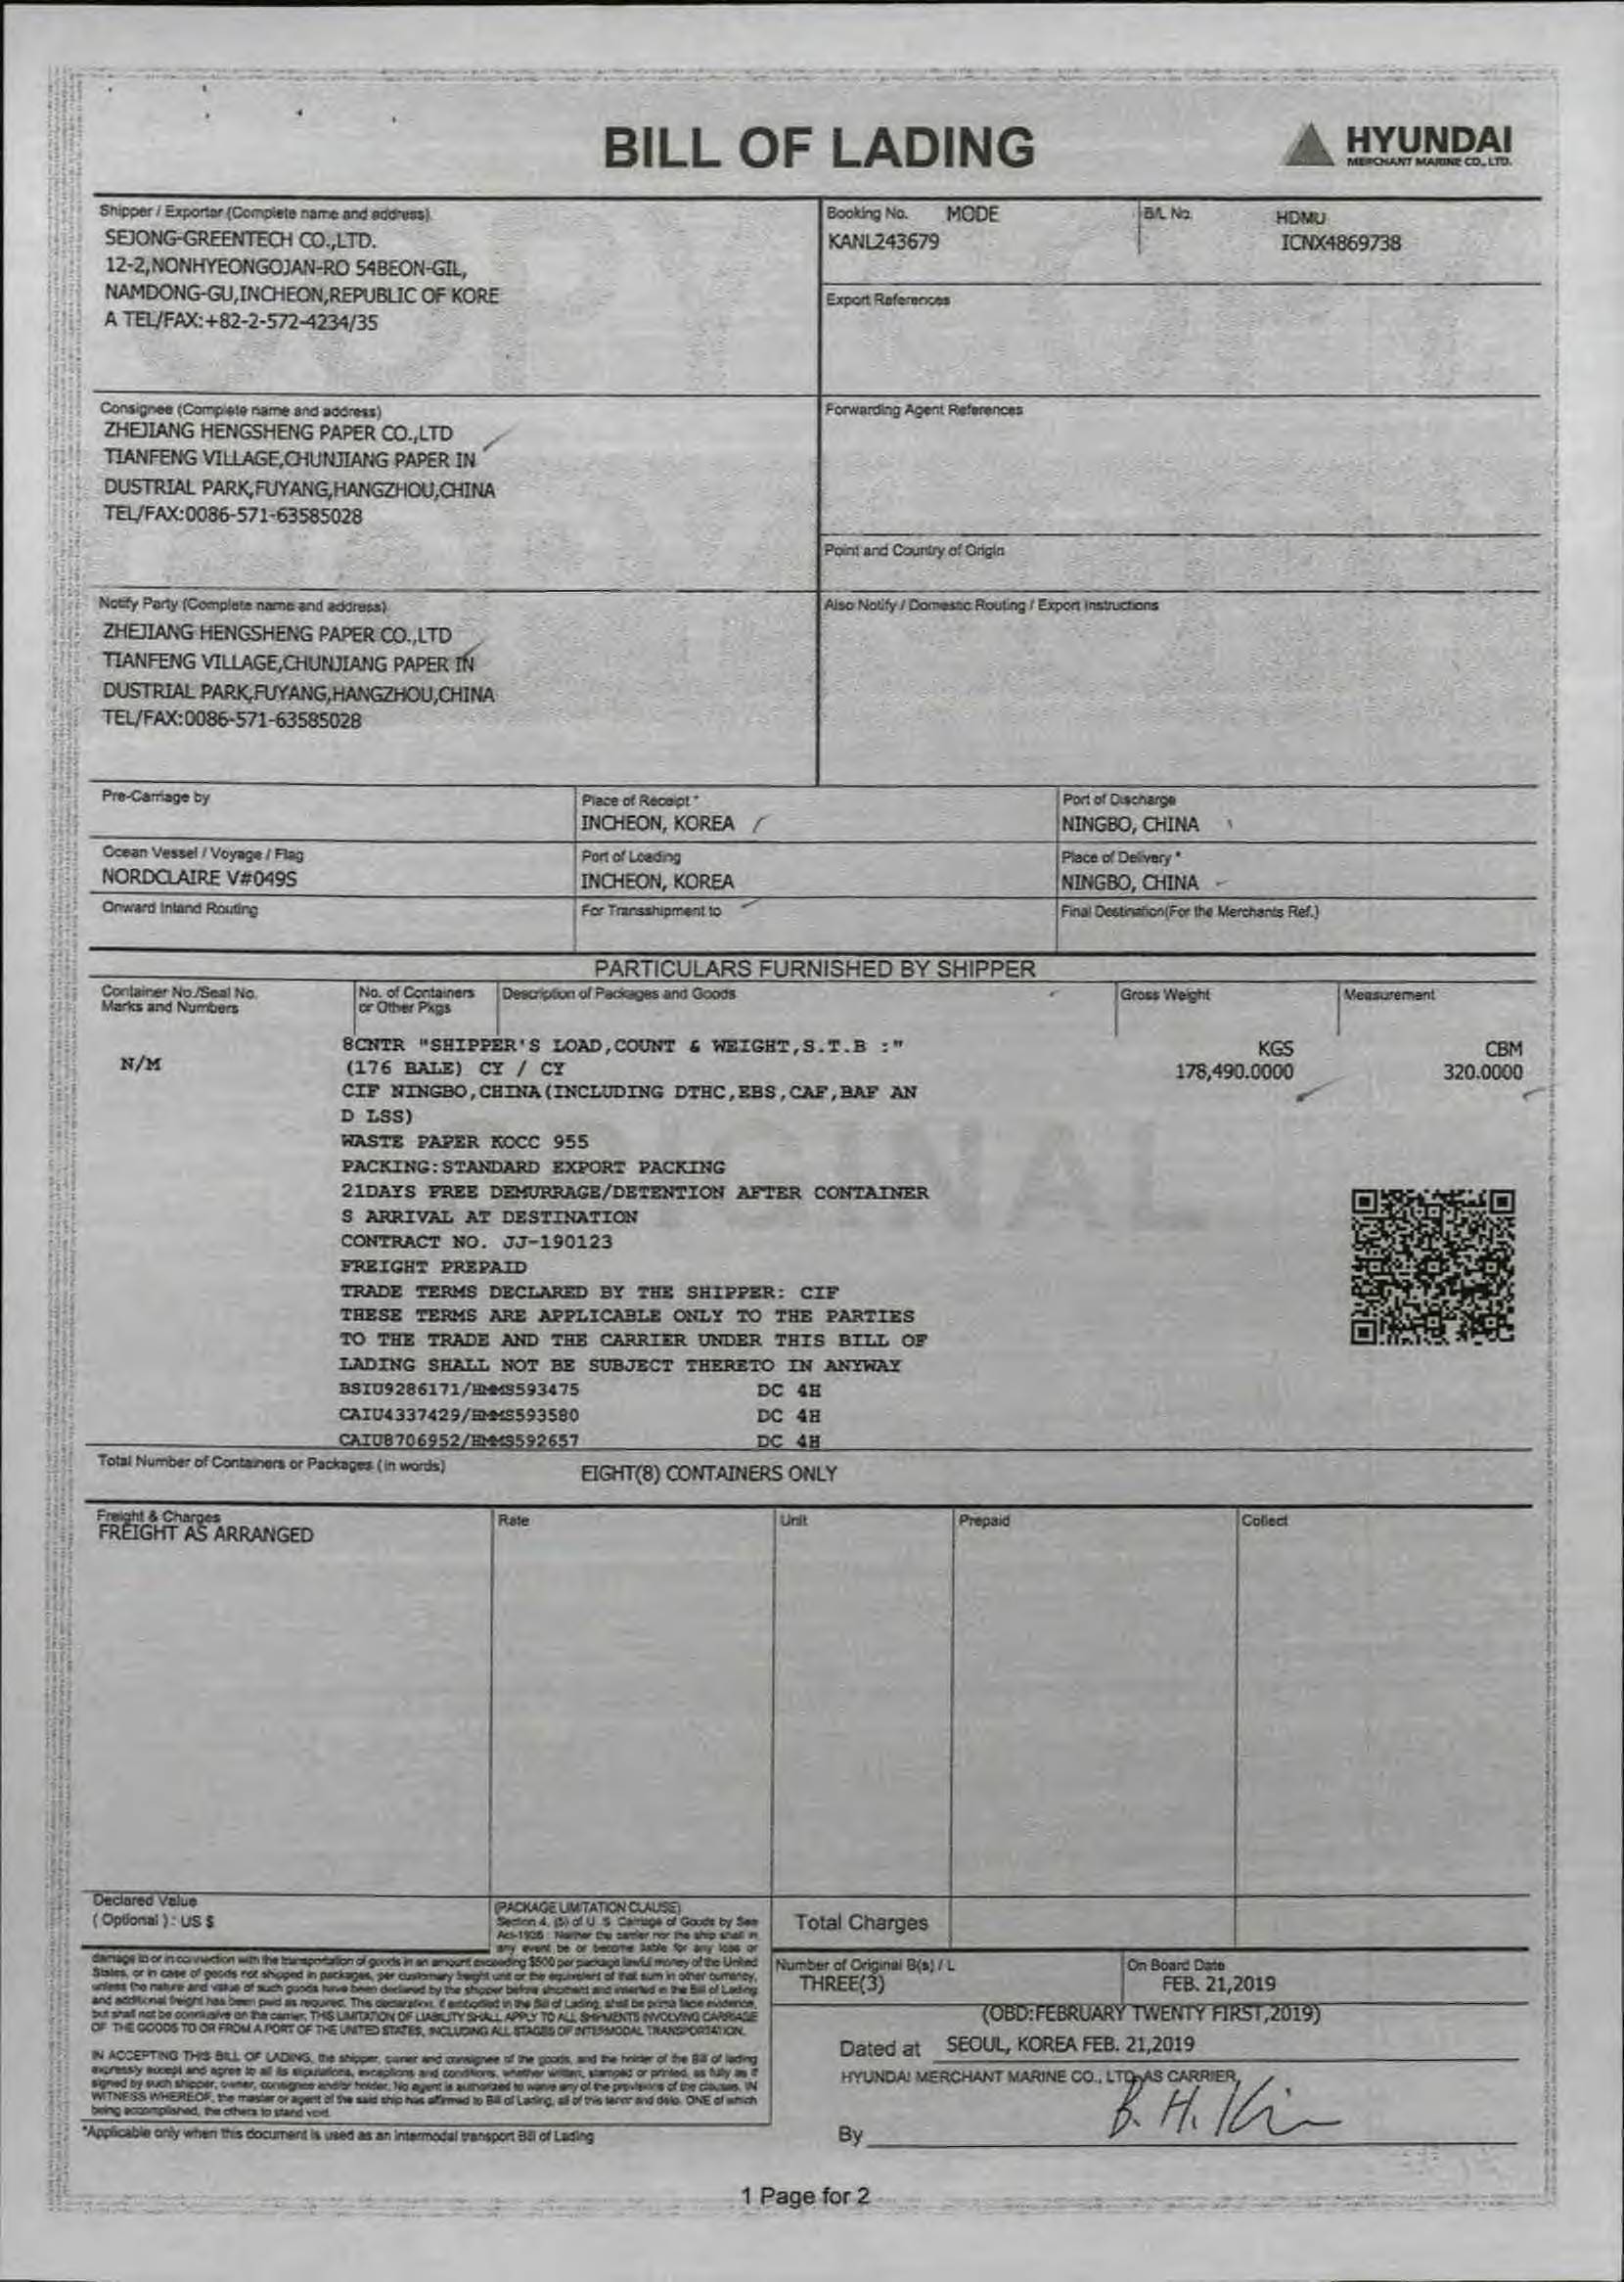 BILL OF LADING
HYUNDAI
MERCHANT MARINE CO., LTD.
Shipper / Exporter (Complete name and address)
SEJONG-GREENTECH CO.,LTD.
12-2,NONHYEONGOJAN-RO 54BEON-GIL,
NAMDONG-GU,INCHEON,REPUBLIC OF KORE
A TEL/FAX:+82-2-572-4234/35
Booking No. MODE
KANL243679
B/L No.
HDMU
ICNX4869738
Export References
Consignee (Complete name and address)
ZHEJIANG HENGSHENG PAPER CO.,LTD
TIANFENG VILLAGE,CHUNJIANG PAPER IN
DUSTRIAL PARK,FUYANG,HANGZHOU,CHINA
TEL/FAX:0086-571-63585028
Forwarding Agent References
Point and Country of Origin
Notify Party (Complete name and address)
ZHEJIANG HENGSHENG PAPER CO.,LTD
TIANFENG VILLAGE,CHUNJIANG PAPER IN
DUSTRIAL PARK,FUYANG,HANGZHOU,CHINA
TEL/FAX:0086-571-63585028
Also Notify / Domestic Routing / Export Instructions
Pre-Carriage by
Place of Receipt *
INCHEON, KOREA
Port of Discharge
NINGBO, CHINA
Ocean Vessel / Voyage / Flag
NORDCLAIRE V#049S
Port of Loading
INCHEON, KOREA
Place of Delivery *
NINGBO, CHINA
Onward Inland Routing
For Transshipment to
Final Destination(For the Merchants Ref.)
PARTICULARS FURNISHED BY SHIPPER
Container No./Seal No.
Marks and Numbers
No. of Containers
or Other Pkgs
Description of Packages and Goods
Gross Weight
Measurement
N/M
8CNTR "SHIPPER'S LOAD,COUNT & WEIGHT,S.T.B :"
(176 BALE) CY / CY
KGS
178,490.0000
CBM
320.0000
CIF NINGBO,CHINA(INCLUDING DTHC,EBS,CAF,BAF AN
D LSS)
WASTE PAPER KOCC 955
PACKING:STANDARD EXPORT PACKING
21DAYS FREE DEMURRAGE/DETENTION AFTER CONTAINER
S ARRIVAL AT DESTINATION
CONTRACT NO. JJ-190123
FREIGHT PREPAID
TRADE TERMS DECLARED BY THE SHIPPER: CIF
THESE TERMS ARE APPLICABLE ONLY TO THE PARTIES
TO THE TRADE AND THE CARRIER UNDER THIS BILL OF
LADING SHALL NOT BE SUBJECT THERETO IN ANYWAY
BSIU9286171/HMMS593475 DC 4H
CAIU4337429/HMMS593580 DC 4H
CAIU8706952/HMMS592657 DC 4H
ORIGINAL
Total Number of Containers or Packages (in words)
EIGHT(8) CONTAINERS ONLY
Freight & Charges
FREIGHT AS ARRANGED
Rate
Unit
Prepaid
Collect
Declared Value
(Optional) : US $
(PACKAGE LIMITATION CLAUSE)
Section 4. (5) of U. S. Carriage of Goods by Sea
Act-1936 : Neither the carrier nor the ship shall in
any event be or become liable for any loss or
damage to or in connection with the transportation of goods in an amount exceeding $500 per package lawful money of the United
States, or in case of goods not shipped in packages, per customary freight unit or the equivalent of that sum in other currency,
unless the nature and value of such goods have been declared by the shipper before shipment and inserted in the Bill of Lading
and additional freight has been paid as required. This declaration, if embodied in the Bill of Lading, shall be prima facie evidence,
but shall not be conclusive on the carrier. THIS LIMITATION OF LIABILITY SHALL APPLY TO ALL SHIPMENTS INVOLVING CARRIAGE
OF THE GOODS TO OR FROM A PORT OF THE UNITED STATES, INCLUDING ALL STAGES OF INTERMODAL TRANSPORTATION.
IN ACCEPTING THIS BILL OF LADING, the shipper, owner and consignee of the goods, and the holder of the Bill of lading
expressly accept and agree to all its stipulations, exceptions and conditions, whether written, stamped or printed, as fully as if
signed by such shipper, owner, consignee and/or holder. No agent is authorized to waive any of the provisions of the clauses. IN
WITNESS WHEREOF, the master or agent of the said ship has affirmed to Bill of Lading, all of this tenor and date, ONE of which
being accomplished, the others to stand void.
*Applicable only when this document is used as an intermodal transport Bill of Lading
Total Charges
Number of Original B(s) / L
THREE(3)
On Board Date
FEB. 21,2019
(OBD:FEBRUARY TWENTY FIRST,2019)
Dated at SEOUL, KOREA FEB. 21,2019
HYUNDAI MERCHANT MARINE CO., LTD. AS CARRIER
By B. H. Kim
1 Page for 2